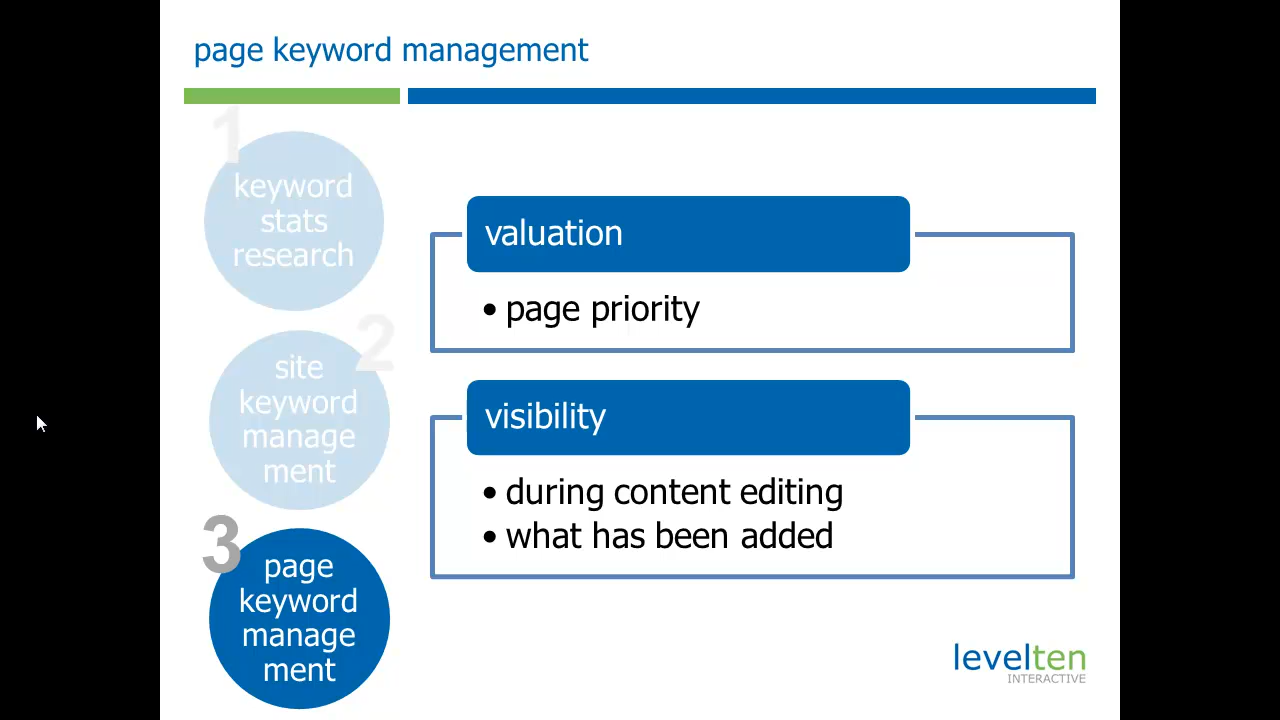 page keyword management
1
keyword
stats
research
2
site
keyword
manage
ment
3
page
keyword
manage
ment
valuation
• page priority
visibility
• during content editing
• what has been added
levelten
INTERACTIVE